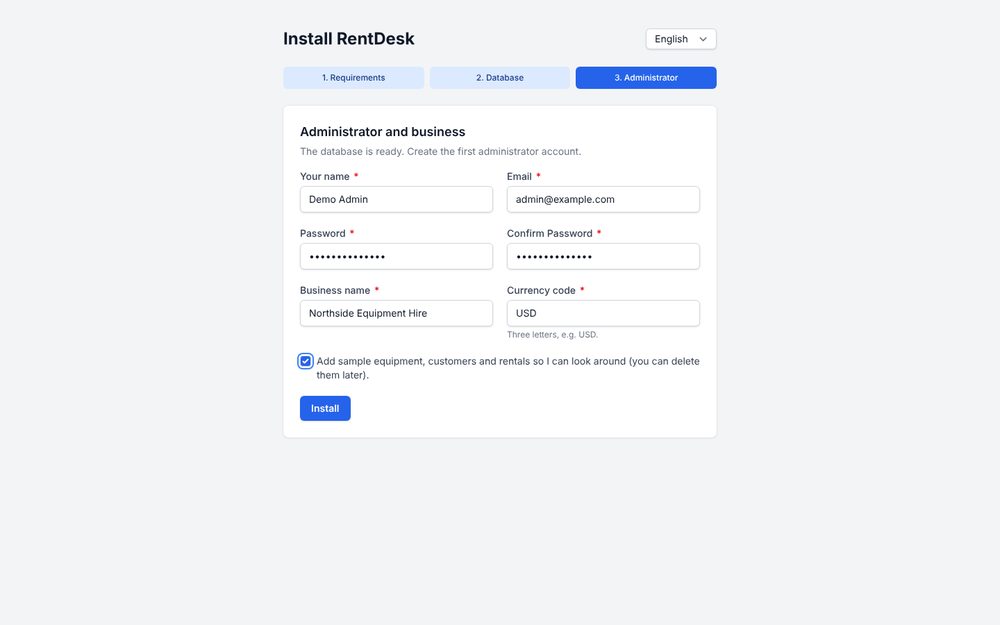 Install RentDesk
English
1. Requirements
2. Database
3. Administrator
Administrator and business
The database is ready. Create the first administrator account.
Your name *
Email *
Demo Admin
admin@example.com
Password *
Confirm Password *
••••••••••••••
••••••••••••••
Business name *
Currency code *
Northside Equipment Hire
USD
Three letters, e.g. USD.
Add sample equipment, customers and rentals so I can look around (you can delete
them later).
Install